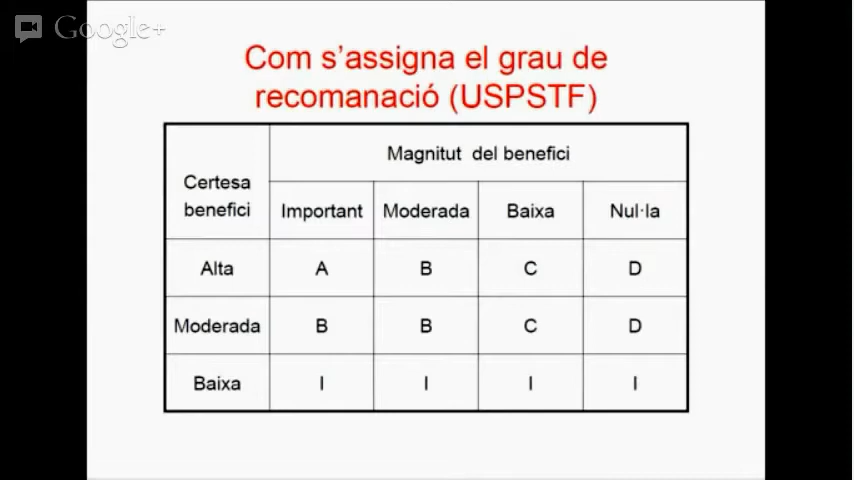 Google+
Com s'assigna el grau de
recomanació (USPSTF)
Certesa
benefici
Magnitut del benefici
Important Moderada Baixa Nul·la
Alta A B C D
Moderada B B C D
Baixa I I I I